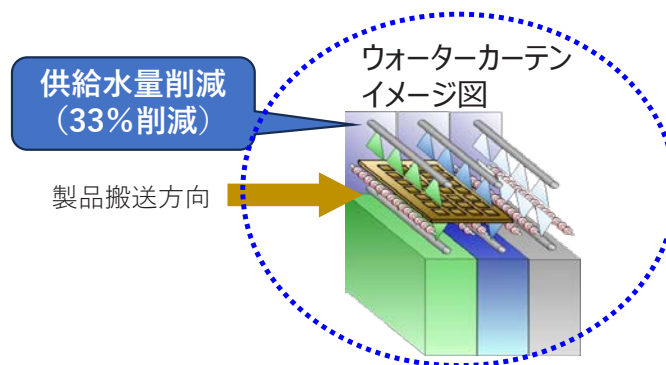 供給水量削減
（33％削減）
ウォーターカーテン
イメージ図
製品搬送方向